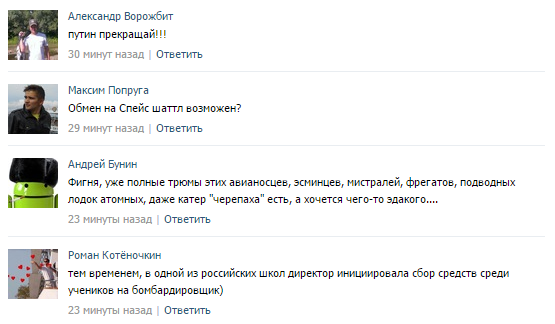 Александр Ворожбит
путин прекращай!!!
30 минут назад | Ответить
Максим Попруга
Обмен на Спейс шаттл возможен?
29 минут назад | Ответить
Андрей Бунин
Фигня, уже полные трюмы этих авианосцев, эсминцев, мистралей, фрегатов, подводных
лодок атомных, даже катер "черепаха" есть, а хочется чего-то эдакого....
23 минуты назад | Ответить
Роман Котёночкин
тем временем, в одной из российских школ директор инициировала сбор средств среди
учеников на бомбардировщик)
23 минуты назад | Ответить